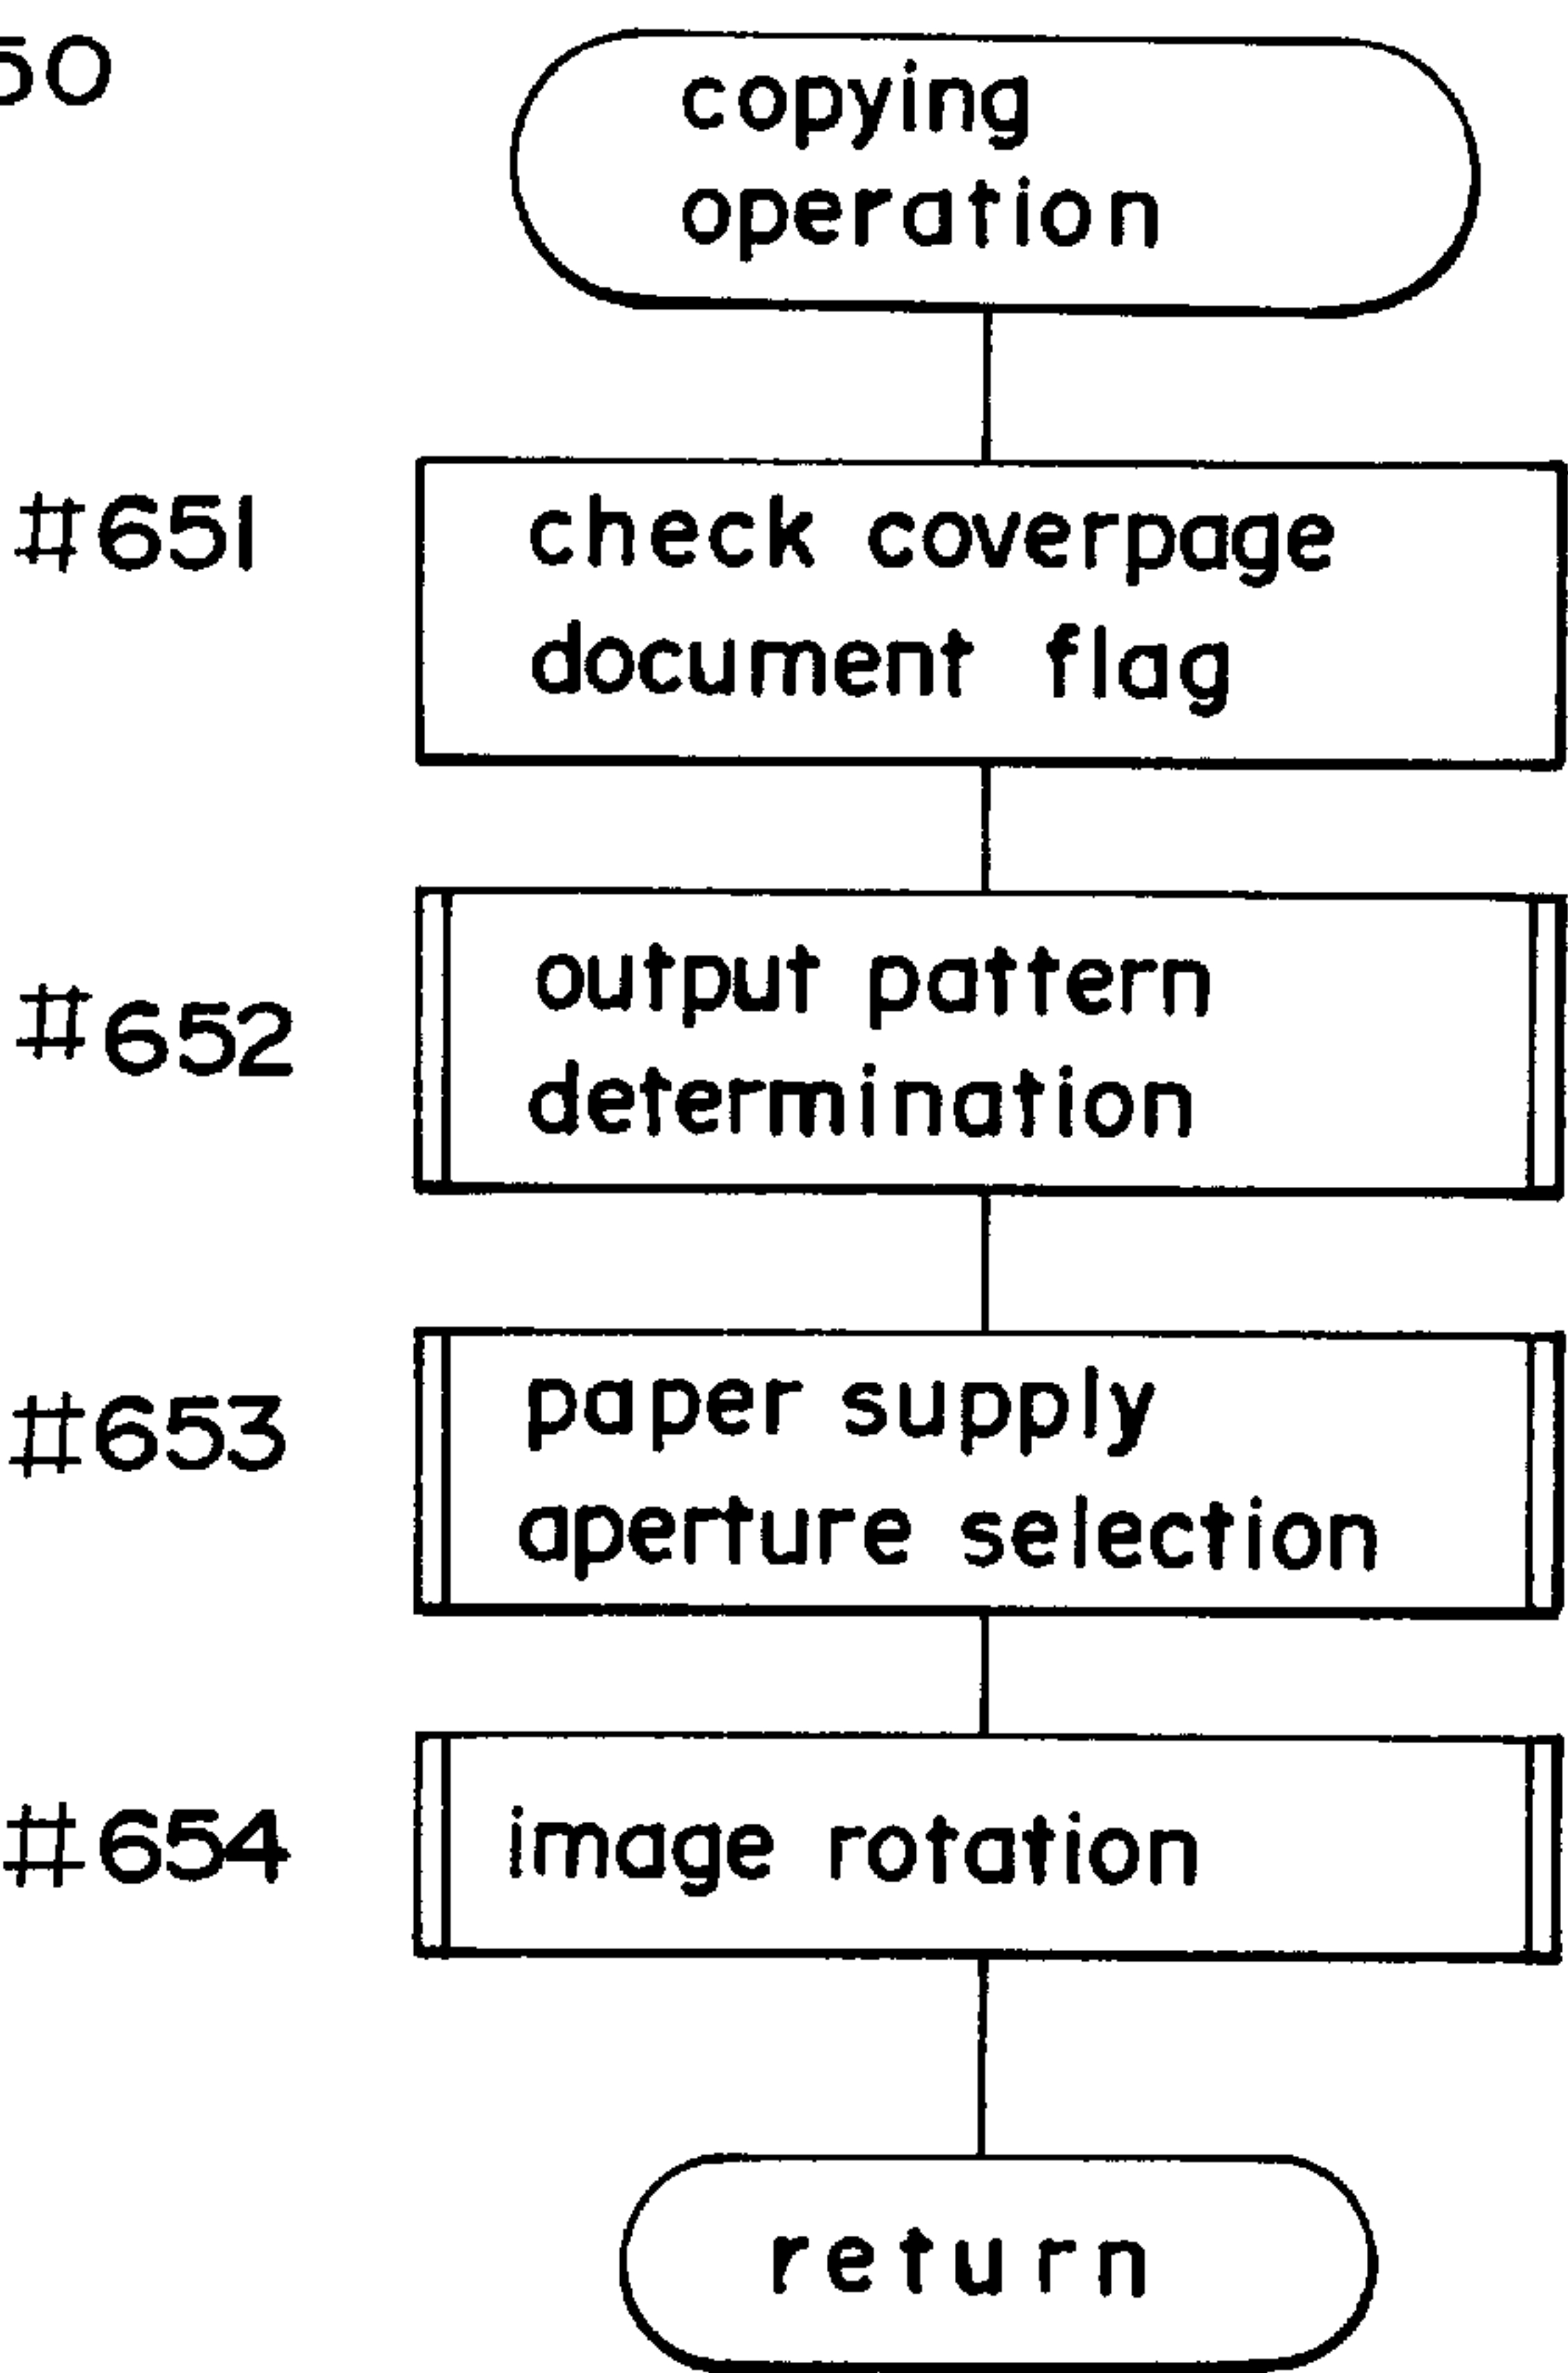 50
copying
operation
#651
check coverpage
document flag
#652
output pattern
determination
#653
paper supply
aperture selection
#654
image rotation
return